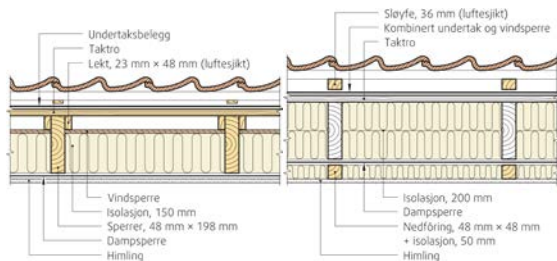 Undertaksbelegg
Taktro
Lekt, 23 mm × 48 mm (luftesjikt)
Vindsperre
Isolasjon, 150 mm
Sperrer, 48 mm × 198 mm
Dampsperre
Himling
Sløyfe, 36 mm (luftesjikt)
Kombinert undertak og vindsperre
Taktro
Isolasjon, 200 mm
Dampsperre
Nedfôring, 48 mm × 48 mm
+ isolasjon, 50 mm
Himling